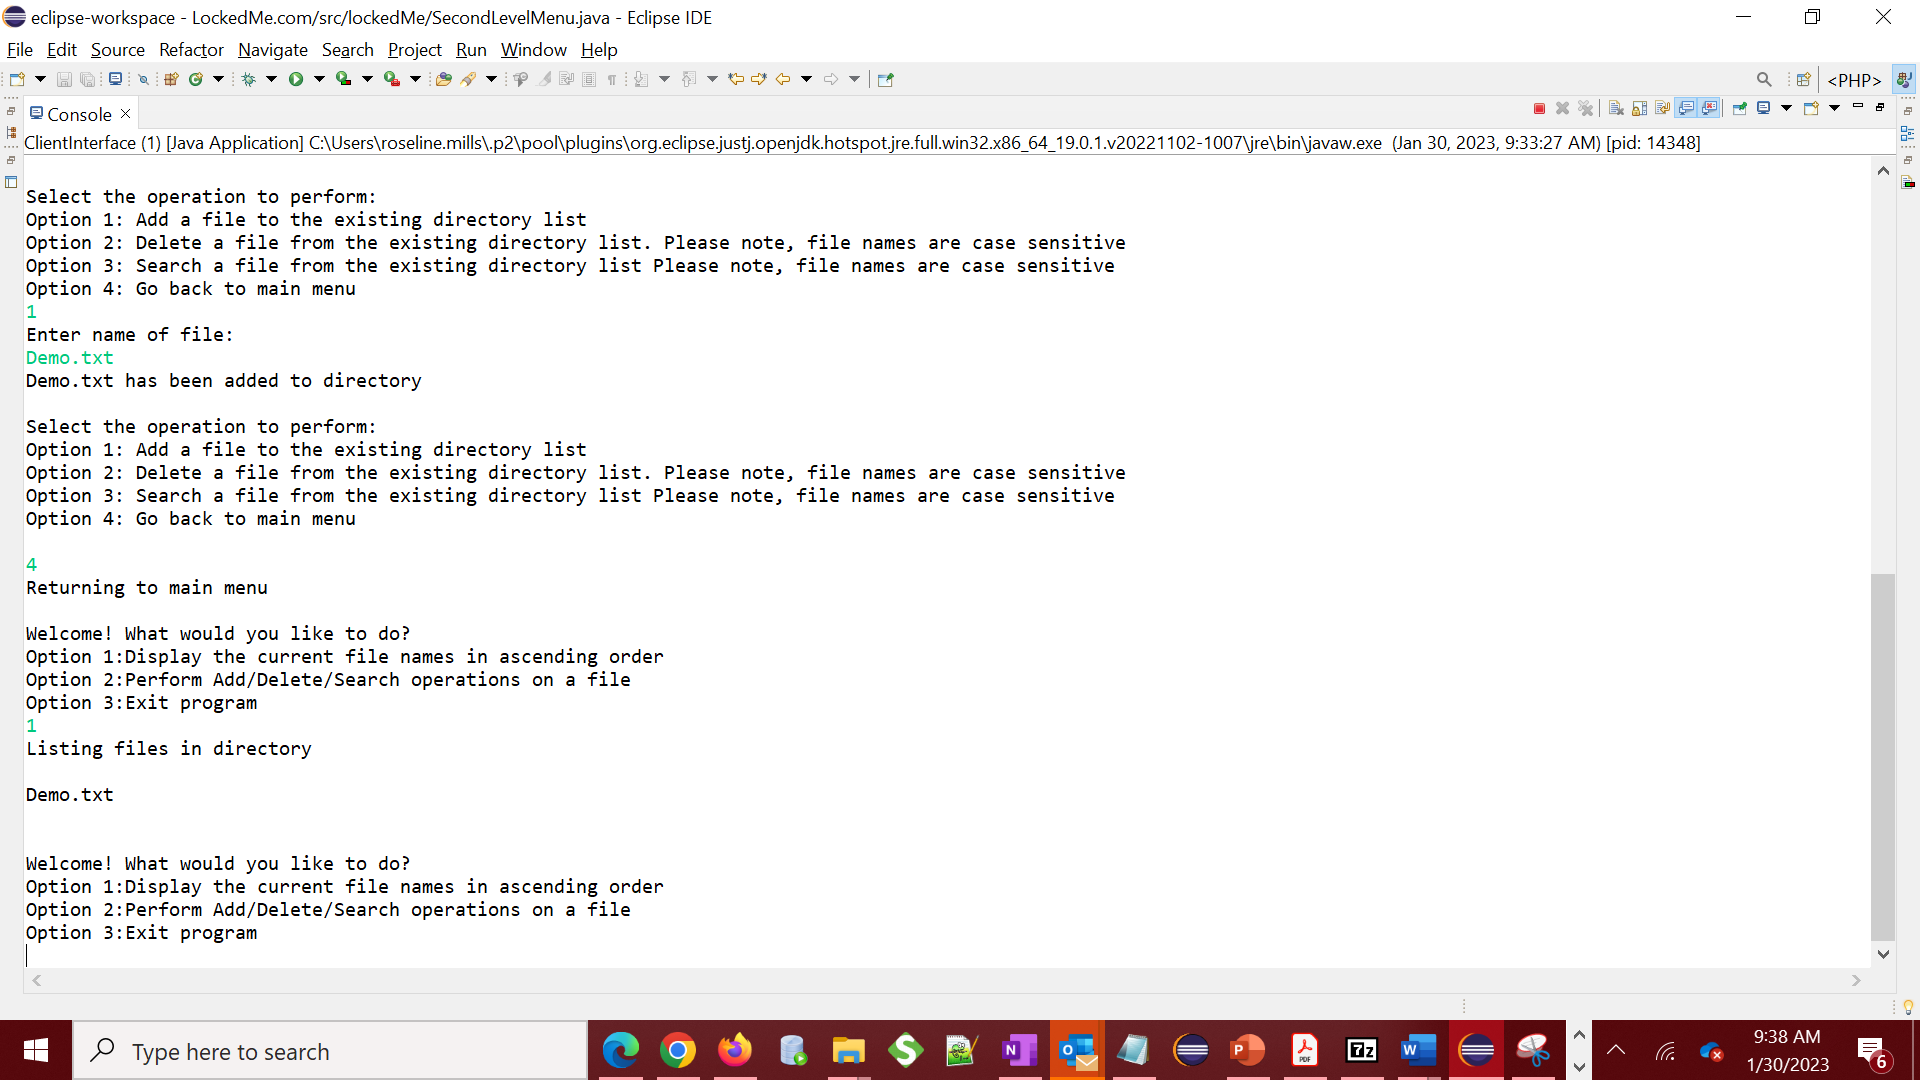 eclipse-workspace - LockedMe.com/src/lockedMe/SecondLevelMenu.java - Eclipse IDE
File Edit Source Refactor Navigate Search Project Run Window Help
<PHP>
Console
ClientInterface (1) [Java Application] C:\Users\roseline.mills\.p2\pool\plugins\org.eclipse.justj.openjdk.hotspot.jre.full.win32.x86_64_19.0.1.v20221102-1007\jre\bin\javaw.exe (Jan 30, 2023, 9:33:27 AM) [pid: 14348]
Select the operation to perform:
Option 1: Add a file to the existing directory list
Option 2: Delete a file from the existing directory list. Please note, file names are case sensitive
Option 3: Search a file from the existing directory list Please note, file names are case sensitive
Option 4: Go back to main menu
1
Enter name of file:
Demo.txt
Demo.txt has been added to directory
Select the operation to perform:
Option 1: Add a file to the existing directory list
Option 2: Delete a file from the existing directory list. Please note, file names are case sensitive
Option 3: Search a file from the existing directory list Please note, file names are case sensitive
Option 4: Go back to main menu
4
Returning to main menu
Welcome! What would you like to do?
Option 1:Display the current file names in ascending order
Option 2:Perform Add/Delete/Search operations on a file
Option 3:Exit program
1
Listing files in directory
Demo.txt
Welcome! What would you like to do?
Option 1:Display the current file names in ascending order
Option 2:Perform Add/Delete/Search operations on a file
Option 3:Exit program
Type here to search
9:38 AM
1/30/2023
6